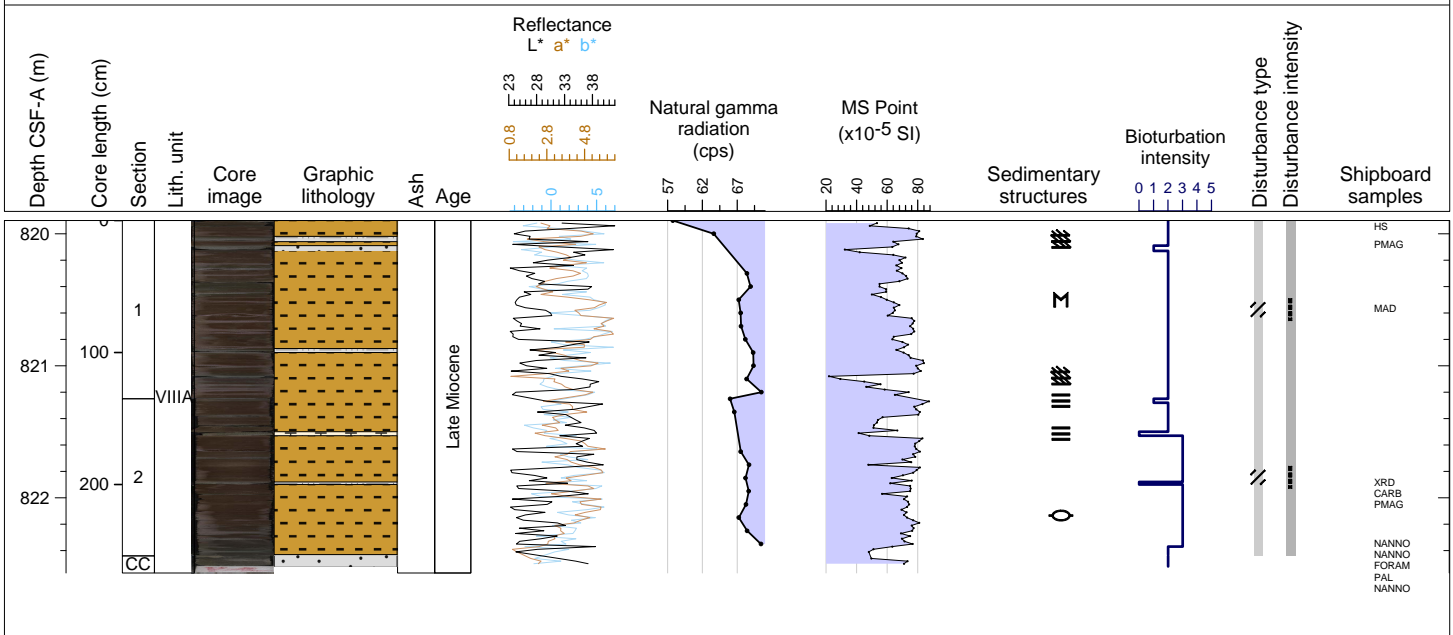 Depth CSF-A (m)
Core length (cm)
Section
Lith. unit
Core
image
Graphic
lithology
Ash
Age
Reflectance
L* a* b*
23 28 33 38
0.8 2.8 4.8
0 5
Natural gamma
radiation
(cps)
57 62 67
MS Point
(x10-5 SI)
20 40 60 80
Sedimentary
structures
Bioturbation
intensity
0 1 2 3 4 5
Disturbance type
Disturbance intensity
Shipboard
samples
820
821
822
0
100
200
1
2
CC
VIIIA
Late Miocene
HS
PMAG
MAD
XRD
CARB
PMAG
NANNO
NANNO
FORAM
PAL
NANNO